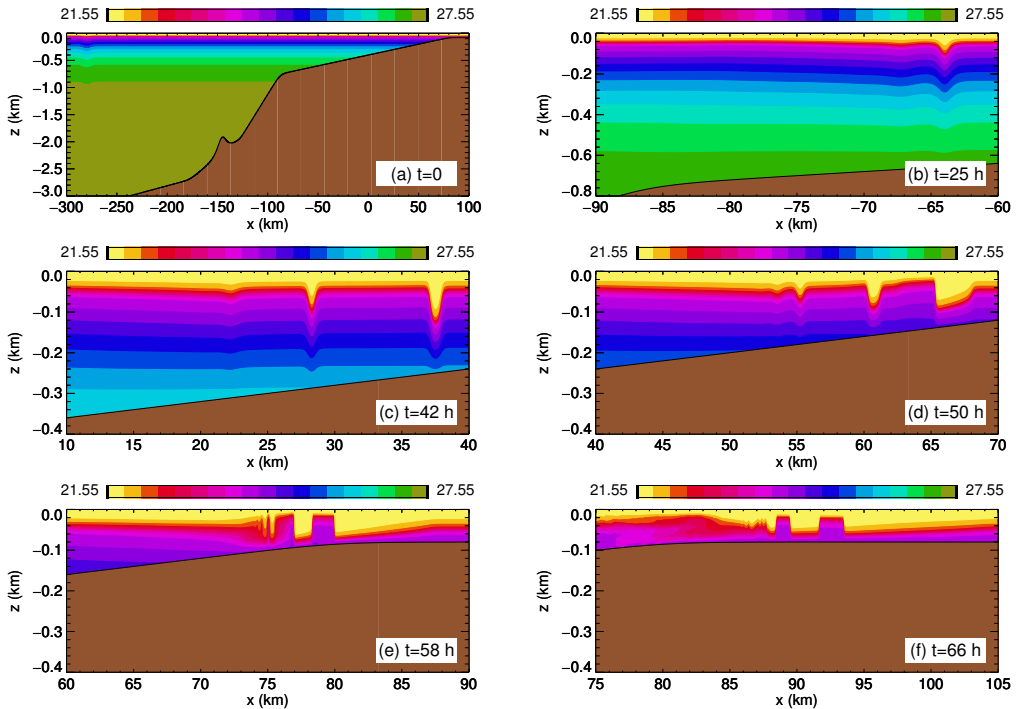 21.55 27.55
0.0
−0.5
−1.0
−1.5
−2.0
−2.5
−3.0
z (km)
(a) t=0
−300 −250 −200 −150 −100 −50 0 50 100
x (km)
21.55 27.55
0.0
−0.2
−0.4
−0.6
−0.8
z (km)
(b) t=25 h
−90 −85 −80 −75 −70 −65 −60
x (km)
21.55 27.55
0.0
−0.1
−0.2
−0.3
−0.4
z (km)
(c) t=42 h
10 15 20 25 30 35 40
x (km)
21.55 27.55
0.0
−0.1
−0.2
−0.3
−0.4
z (km)
(d) t=50 h
40 45 50 55 60 65 70
x (km)
21.55 27.55
0.0
−0.1
−0.2
−0.3
−0.4
z (km)
(e) t=58 h
60 65 70 75 80 85 90
x (km)
21.55 27.55
0.0
−0.1
−0.2
−0.3
−0.4
z (km)
(f) t=66 h
75 80 85 90 95 100 105
x (km)